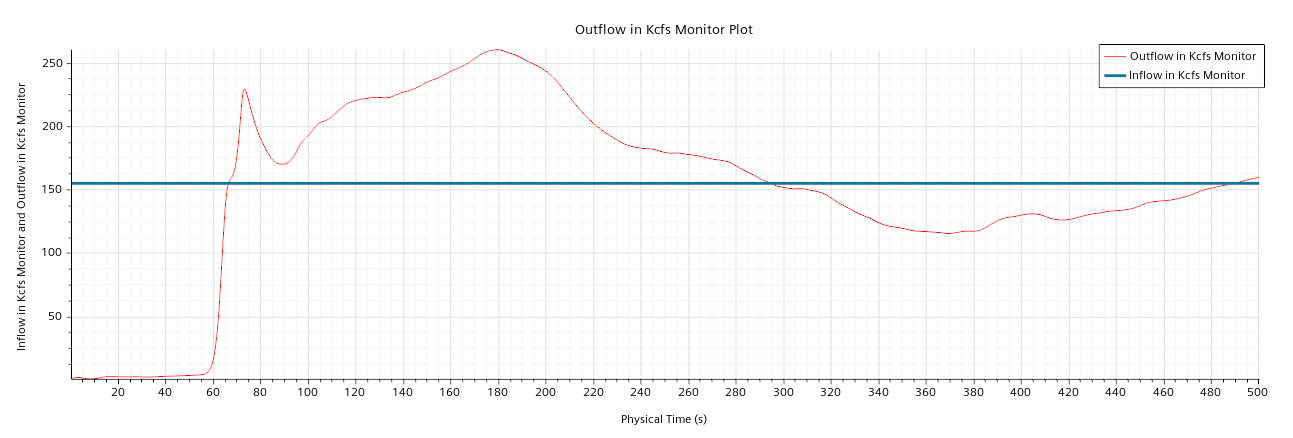 Outflow in Kcfs Monitor Plot
Outflow in Kcfs Monitor
Inflow in Kcfs Monitor
Inflow in Kcfs Monitor and Outflow in Kcfs Monitor
250
200
150
100
50
20 40 60 80 100 120 140 160 180 200 220 240 260 280 300 320 340 360 380 400 420 440 460 480 500
Physical Time (s)